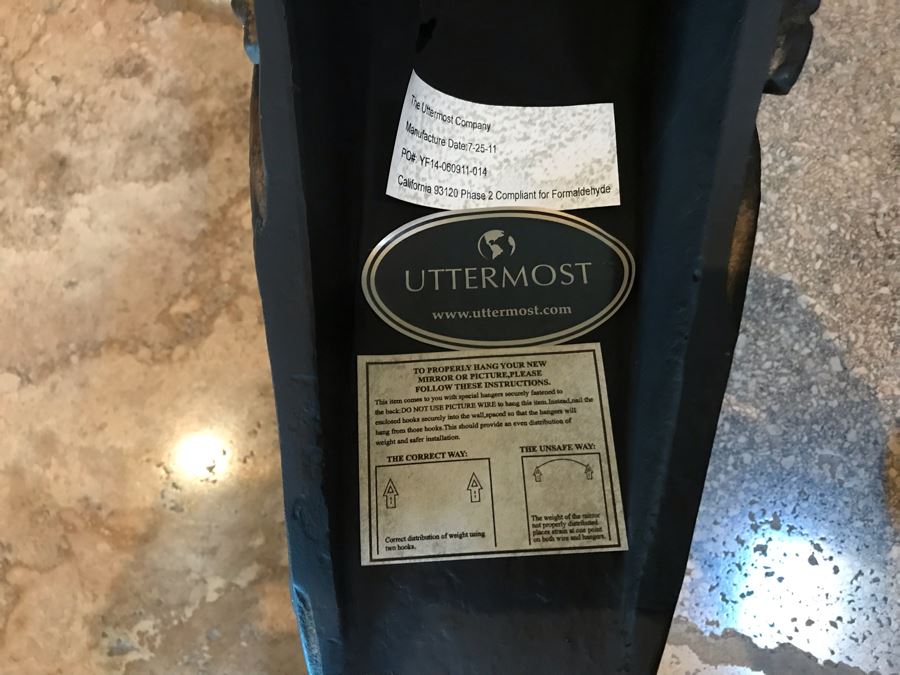 The Uttermost Company
Manufacture Date:7-25-11
PO#: YF14-060911-014
California 93120 Phase 2 Compliant for Formaldehyde
UTTERMOST
www.uttermost.com
TO PROPERLY HANG YOUR NEW
MIRROR OR PICTURE,PLEASE
FOLLOW THESE INSTRUCTIONS.
This item comes to you with special hangers securely fastened to
the back:DO NOT USE PICTURE WIRE to hang this item.Instead,nail the
enclosed hooks securely into the wall,spaced so that the hangers will
hang from those hooks.This should provide an even distribution of
weight and safer installation.
THE CORRECT WAY:
Correct distribution of weight using
two hooks.
THE UNSAFE WAY:
The weight of the mirror
not properly distributed
places strain at one point
on both wire and hangers.